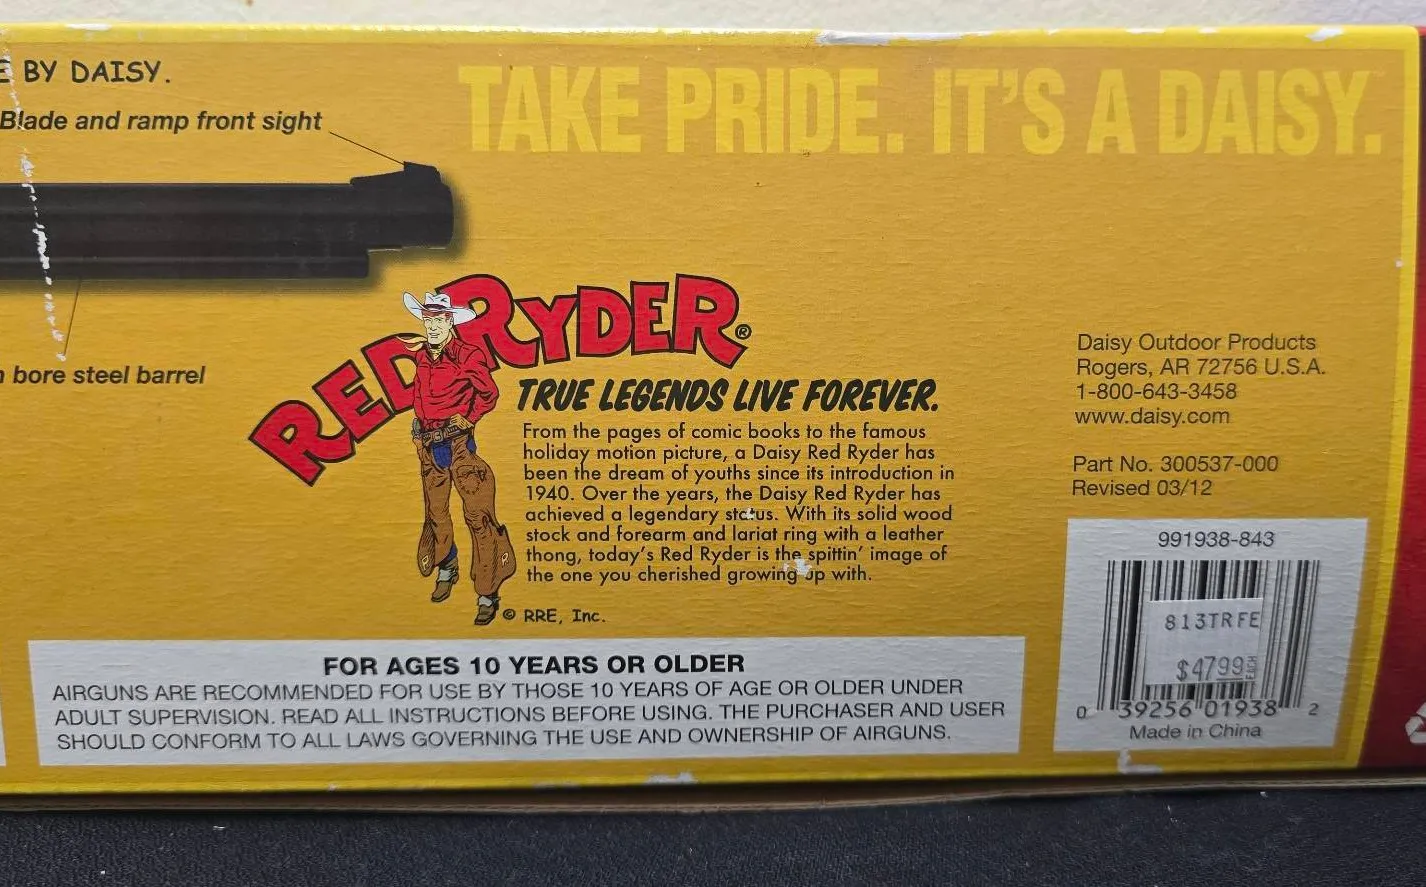 BY DAISY.
Blade and ramp front sight
TAKE PRIDE. IT'S A DAISY.
bore steel barrel
RED RYDER®
TRUE LEGENDS LIVE FOREVER.
From the pages of comic books to the famous
holiday motion picture, a Daisy Red Ryder has
been the dream of youths since its introduction in
1940. Over the years, the Daisy Red Ryder has
achieved a legendary status. With its solid wood
stock and forearm and lariat ring with a leather
thong, today's Red Ryder is the spittin' image of
the one you cherished growing up with.
© RRE, Inc.
Daisy Outdoor Products
Rogers, AR 72756 U.S.A.
1-800-643-3458
www.daisy.com
Part No. 300537-000
Revised 03/12
991938-843
813TRFE
$4799 EACH
0 39256 01938 2
Made in China
FOR AGES 10 YEARS OR OLDER
AIRGUNS ARE RECOMMENDED FOR USE BY THOSE 10 YEARS OF AGE OR OLDER UNDER
ADULT SUPERVISION. READ ALL INSTRUCTIONS BEFORE USING. THE PURCHASER AND USER
SHOULD CONFORM TO ALL LAWS GOVERNING THE USE AND OWNERSHIP OF AIRGUNS.